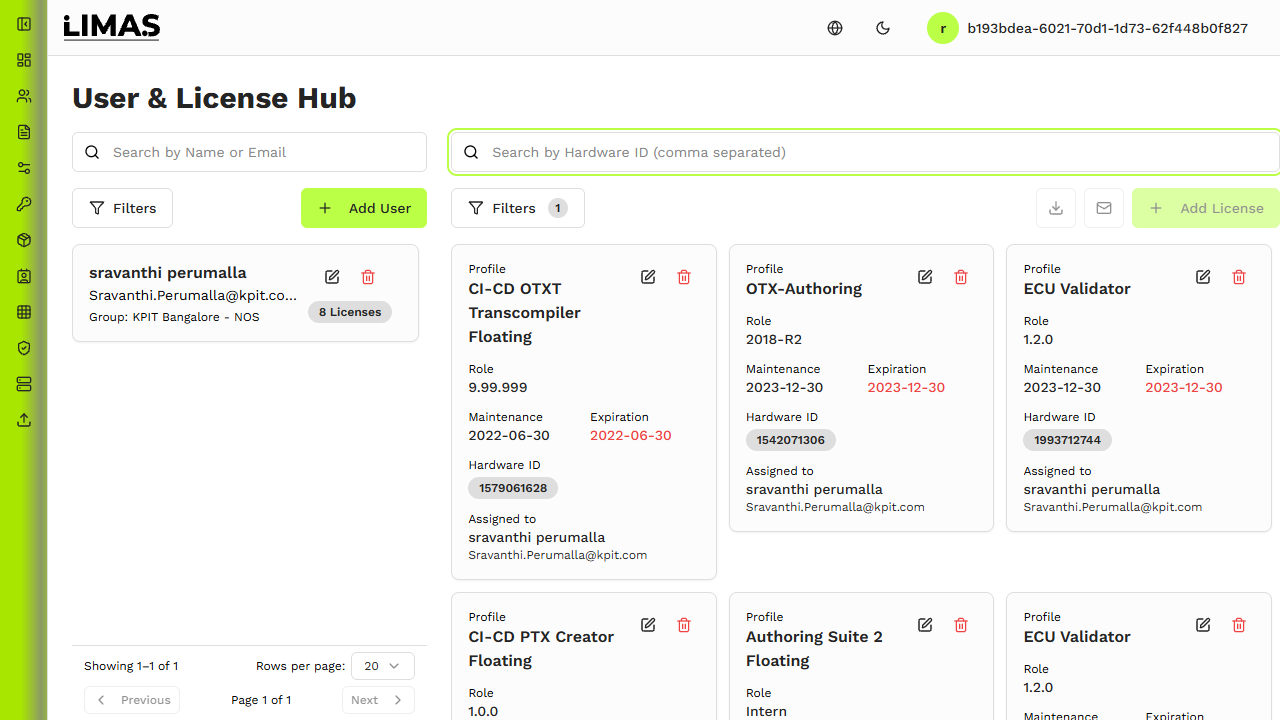 LIMAS
r
b193bdea-6021-70d1-1d73-62f448b0f827
User & License Hub
Search by Name or Email
Search by Hardware ID (comma separated)
Filters
Add User
Filters 1
Add License
sravanthi perumalla
Sravanthi.Perumalla@kpit.co...
Group: KPIT Bangalore - NOS
8 Licenses
Showing 1–1 of 1
Rows per page: 20
Previous
Page 1 of 1
Next
Profile
CI-CD OTXT
Transcompiler
Floating
Role
9.99.999
Maintenance Expiration
2022-06-30 2022-06-30
Hardware ID
1579061628
Assigned to
sravanthi perumalla
Sravanthi.Perumalla@kpit.com
Profile
OTX-Authoring
Role
2018-R2
Maintenance Expiration
2023-12-30 2023-12-30
Hardware ID
1542071306
Assigned to
sravanthi perumalla
Sravanthi.Perumalla@kpit.com
Profile
ECU Validator
Role
1.2.0
Maintenance Expiration
2023-12-30 2023-12-30
Hardware ID
1993712744
Assigned to
sravanthi perumalla
Sravanthi.Perumalla@kpit.com
Profile
CI-CD PTX Creator
Floating
Role
1.0.0
Profile
Authoring Suite 2
Floating
Role
Intern
Profile
ECU Validator
Role
1.2.0
Maintenance Expiration